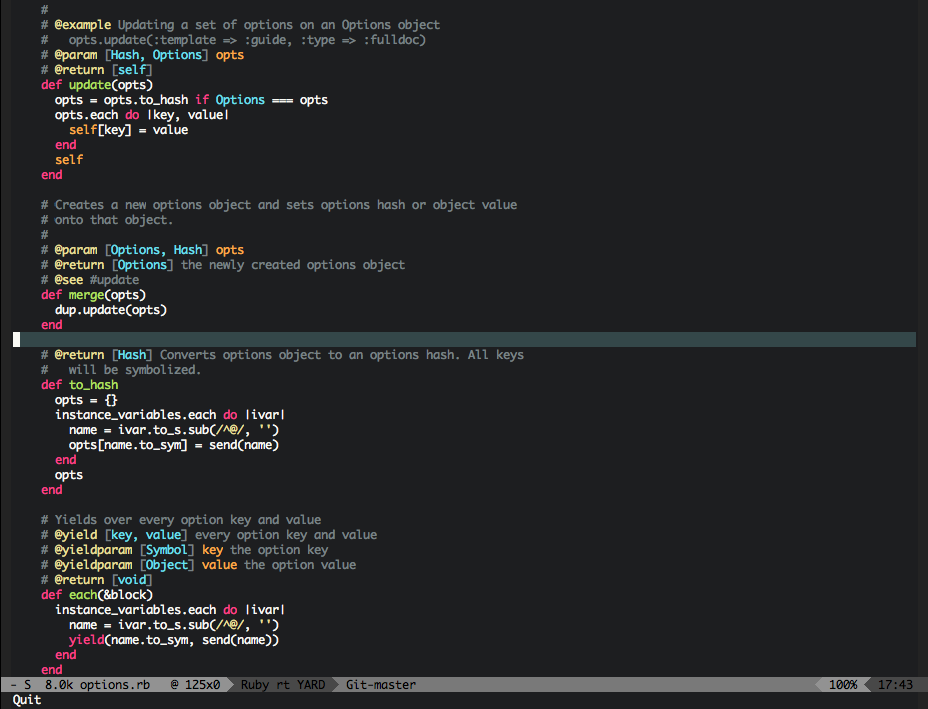 #
    # @example Updating a set of options on an Options object
    #   opts.update(:template => :guide, :type => :fulldoc)
    # @param [Hash, Options] opts
    # @return [self]
    def update(opts)
      opts = opts.to_hash if Options === opts
      opts.each do |key, value|
        self[key] = value
      end
      self
    end

    # Creates a new options object and sets options hash or object value
    # onto that object.
    #
    # @param [Options, Hash] opts
    # @return [Options] the newly created options object
    # @see #update
    def merge(opts)
      dup.update(opts)
    end

    # @return [Hash] Converts options object to an options hash. All keys
    #   will be symbolized.
    def to_hash
      opts = {}
      instance_variables.each do |ivar|
        name = ivar.to_s.sub(/^@/, '')
        opts[name.to_sym] = send(name)
      end
      opts
    end

    # Yields over every option key and value
    # @yield [key, value] every option key and value
    # @yieldparam [Symbol] key the option key
    # @yieldparam [Object] value the option value
    # @return [void]
    def each(&block)
      instance_variables.each do |ivar|
        name = ivar.to_s.sub(/^@/, '')
        yield(name.to_sym, send(name))
      end
    end
- S  8.0k options.rb   @ 125x0  Ruby rt YARD  Git-master  100%  17:43
Quit